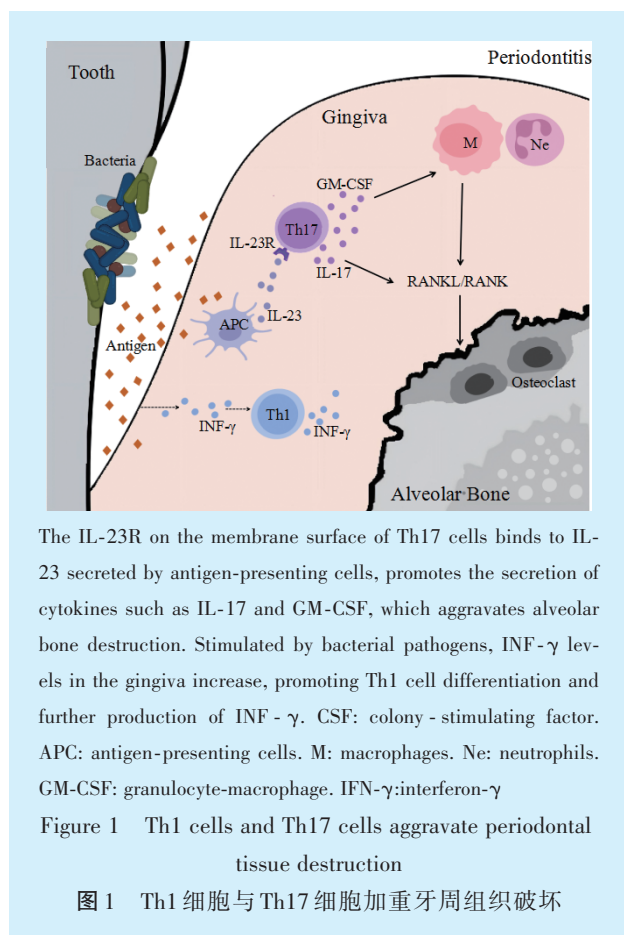 Tooth
Periodontitis
Gingiva
Bacteria
M
Ne
GM-CSF
Th17
IL-23R
IL-17
RANKL/RANK
APC
IL-23
Antigen
Osteoclast
INF-γ
Th1
INF-γ
Alveolar Bone
The IL-23R on the membrane surface of Th17 cells binds to IL-
23 secreted by antigen-presenting cells, promotes the secretion of
cytokines such as IL-17 and GM-CSF, which aggravates alveolar
bone destruction. Stimulated by bacterial pathogens, INF-γ lev-
els in the gingiva increase, promoting Th1 cell differentiation and
further production of INF - γ. CSF: colony - stimulating factor.
APC: antigen-presenting cells. M: macrophages. Ne: neutrophils.
GM-CSF: granulocyte-macrophage. IFN-γ:interferon-γ
Figure 1 Th1 cells and Th17 cells aggravate periodontal
tissue destruction
图1 Th1细胞与Th17细胞加重牙周组织破坏